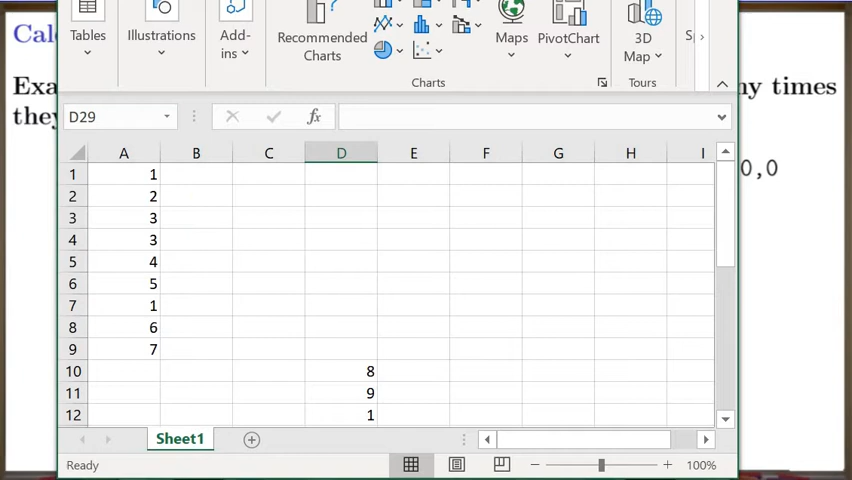 Cal
Exa
ny times
they
0,0
Tables
Illustrations
Add-
ins
Recommended
Charts
Maps
PivotChart
3D
Map
Charts
Tours
D29
fx
A B C D E F G H I
1 1
2 2
3 3
4 3
5 4
6 5
7 1
8 6
9 7
10 8
11 9
12 1
Sheet1
Ready
100%